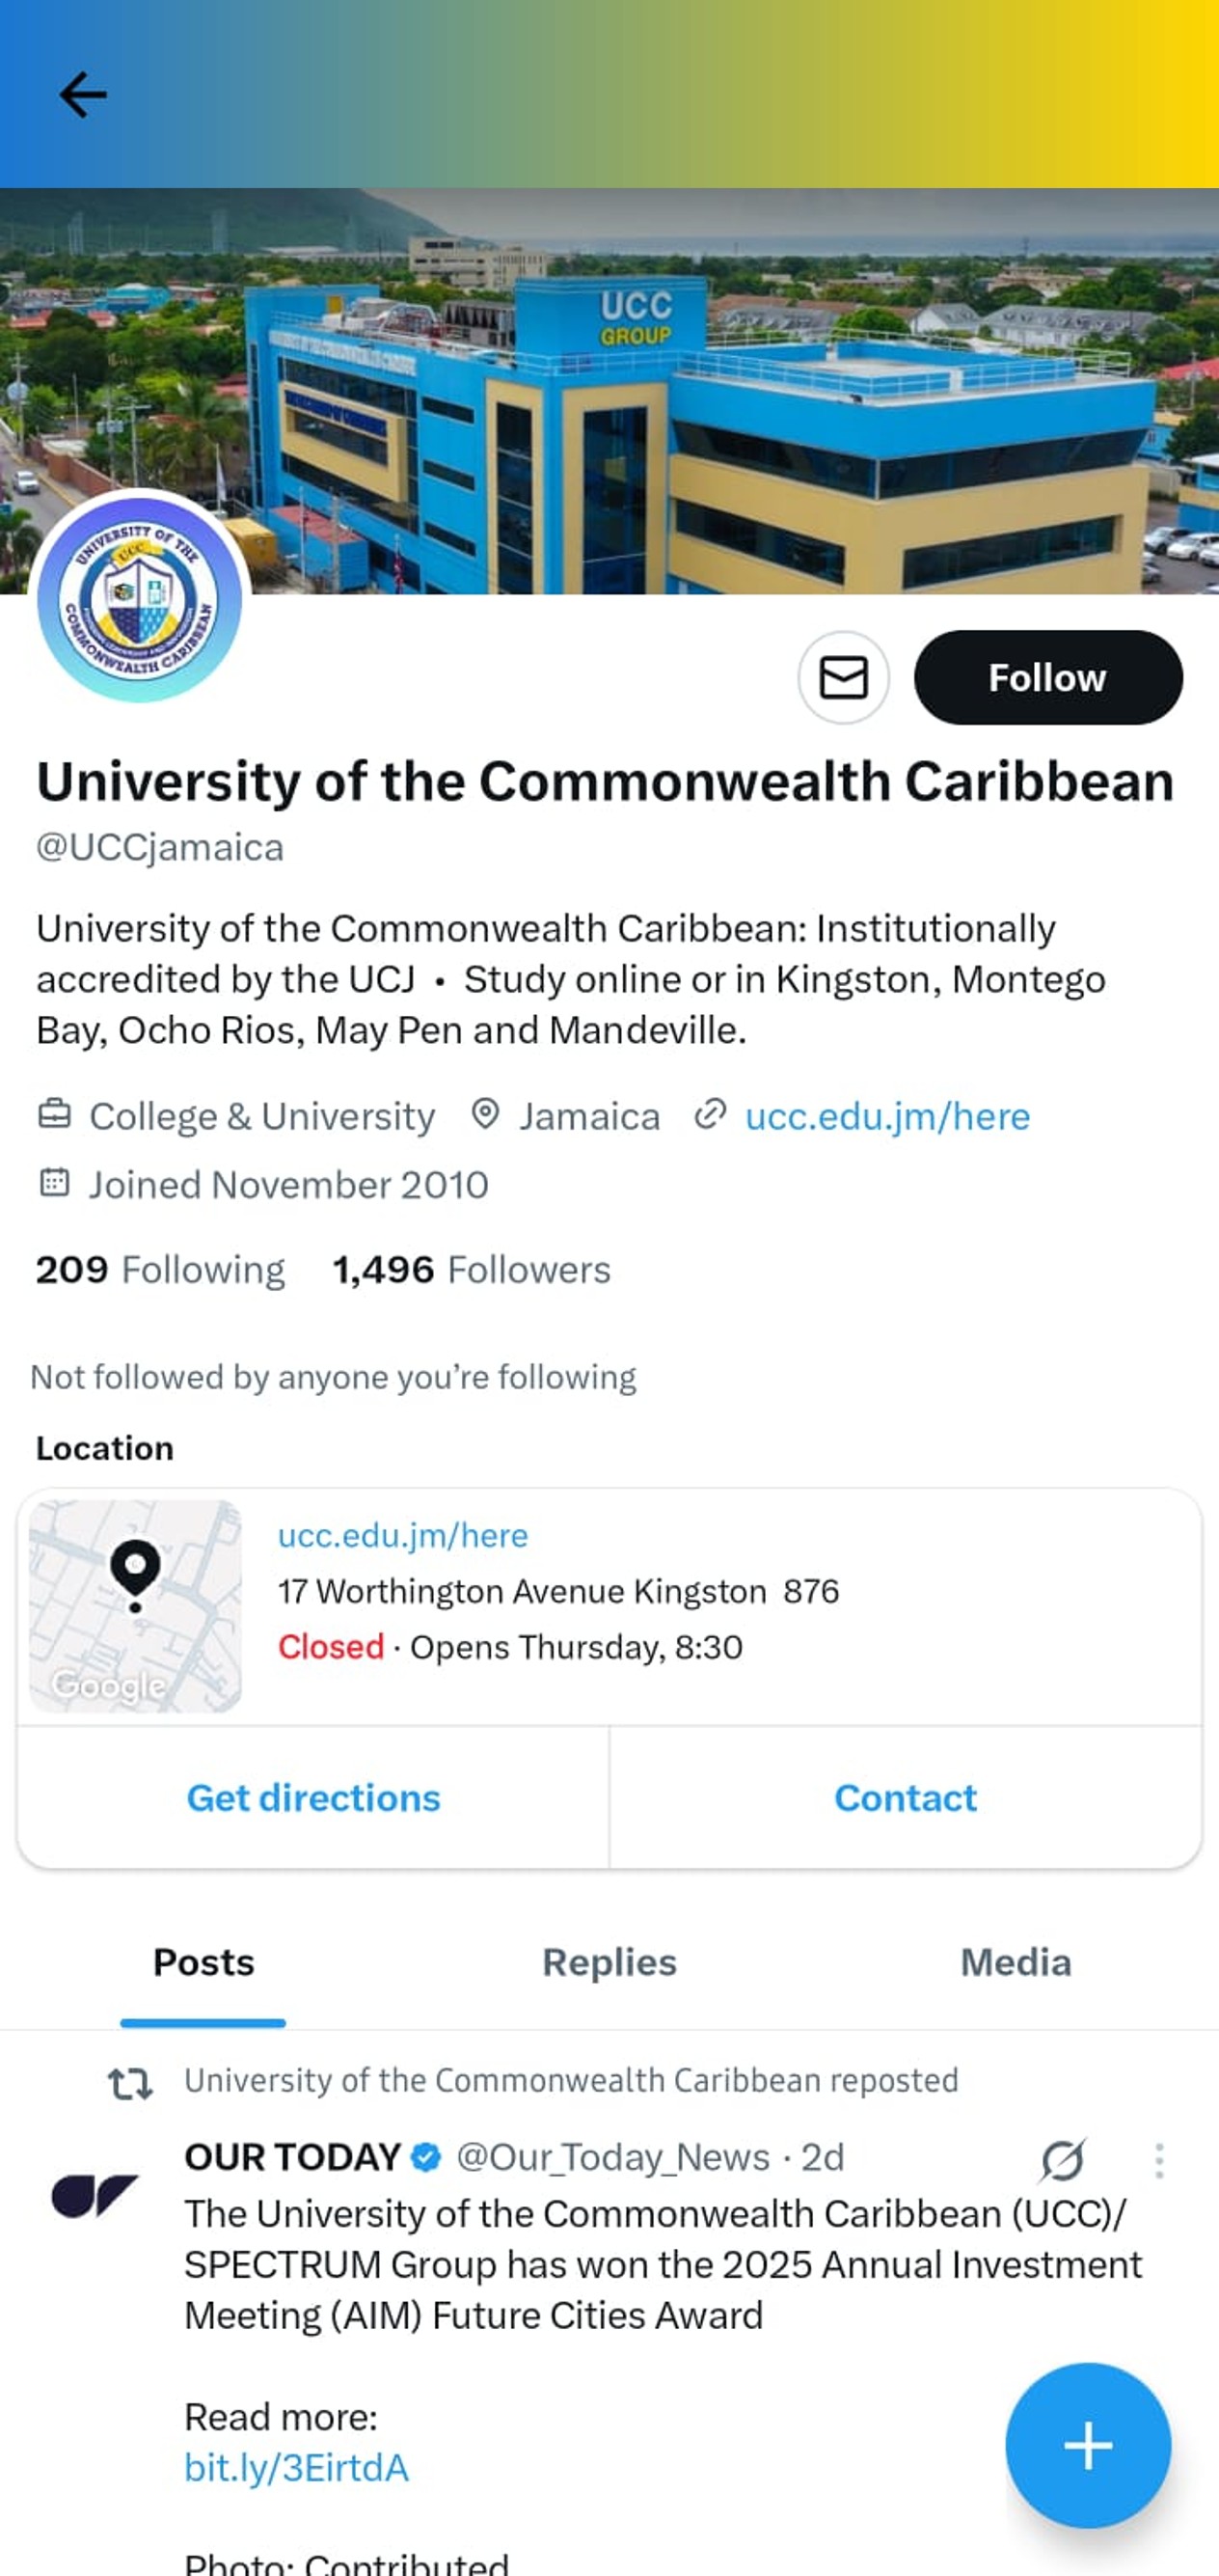 UCC
GROUP
UNIVERSITY OF THE
UCC
COMMONWEALTH CARIBBEAN
Follow
University of the Commonwealth Caribbean
@UCCjamaica
University of the Commonwealth Caribbean: Institutionally
accredited by the UCJ • Study online or in Kingston, Montego
Bay, Ocho Rios, May Pen and Mandeville.
College & University Jamaica ucc.edu.jm/here
Joined November 2010
209 Following 1,496 Followers
Not followed by anyone you’re following
Location
ucc.edu.jm/here
17 Worthington Avenue Kingston 876
Closed · Opens Thursday, 8:30
Google
Get directions Contact
Posts Replies Media
University of the Commonwealth Caribbean reposted
OUR TODAY @Our_Today_News · 2d
The University of the Commonwealth Caribbean (UCC)/
SPECTRUM Group has won the 2025 Annual Investment
Meeting (AIM) Future Cities Award
Read more:
bit.ly/3EirtdA
Photo: Contributed